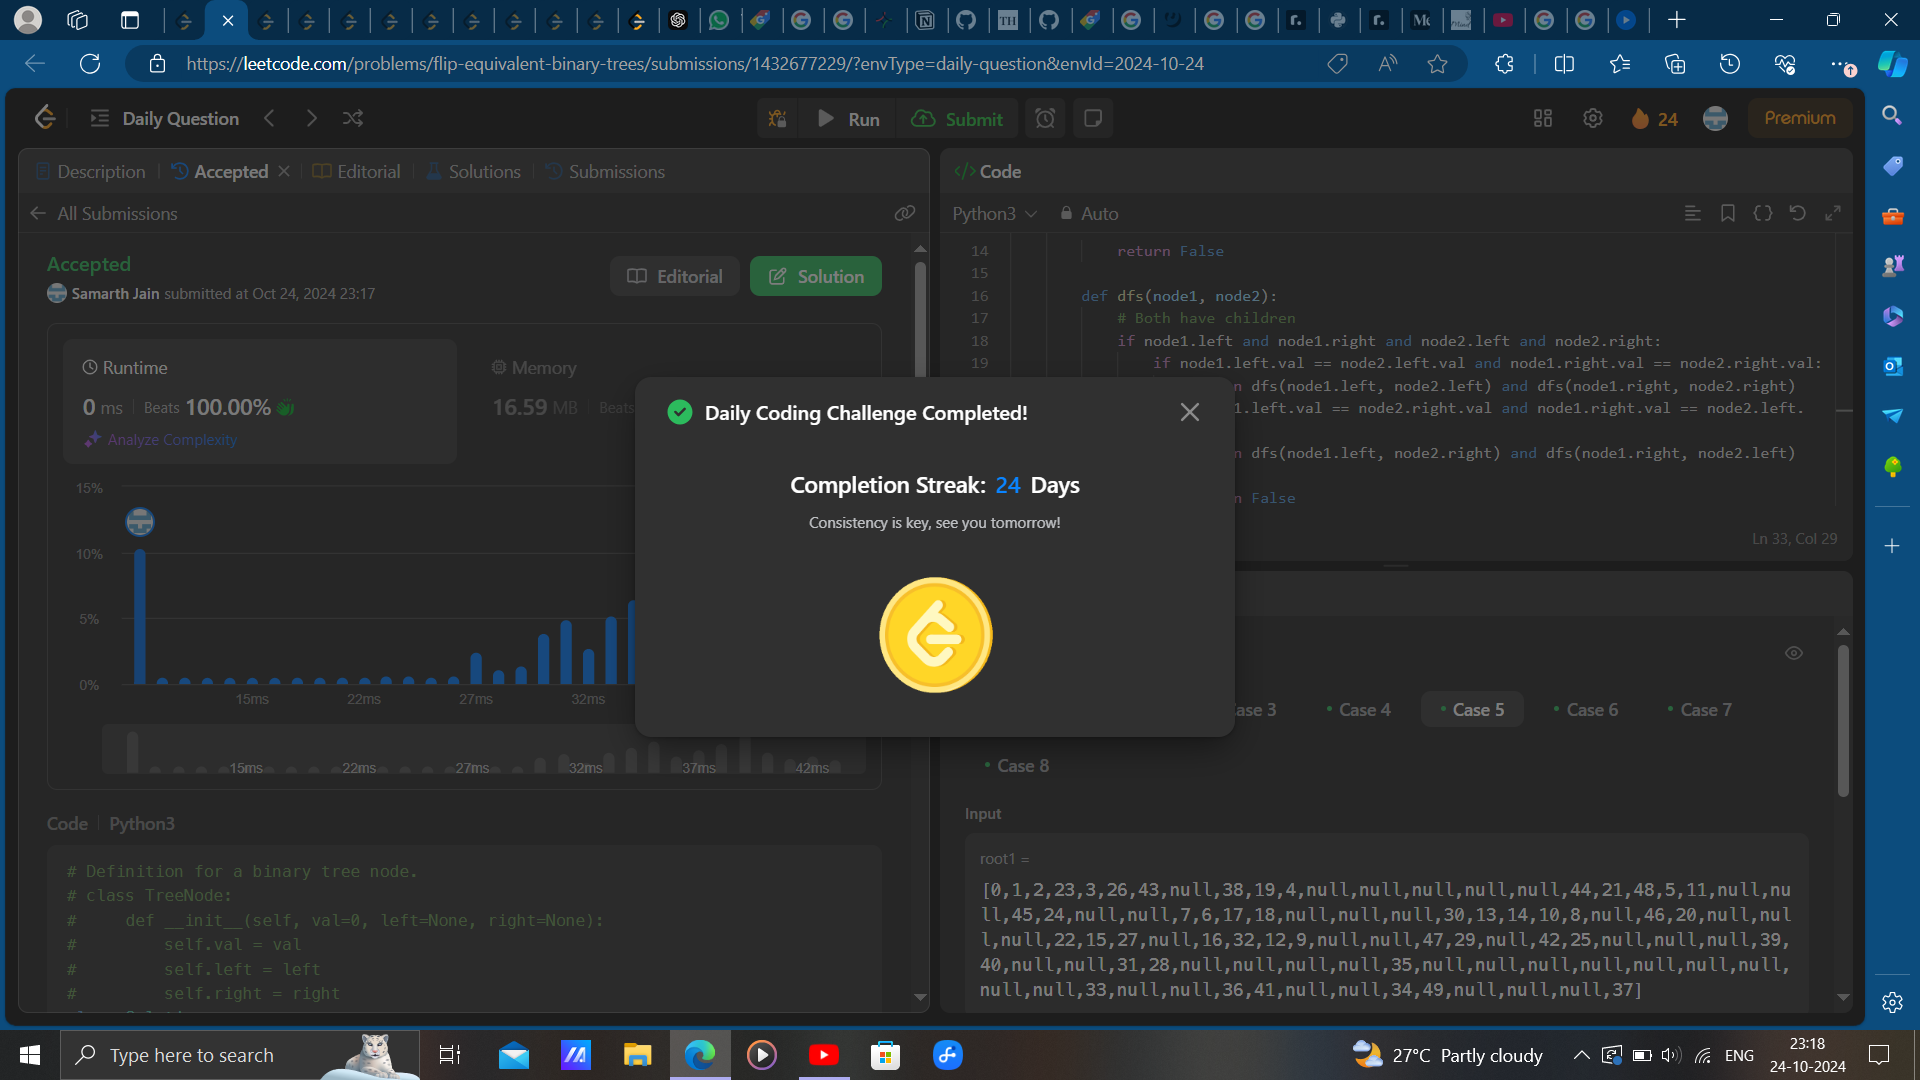 https://leetcode.com/problems/flip-equivalent-binary-trees/submissions/1432677229/?envType=daily-question&envId=2024-10-24
Daily Question
Run
Submit
24
Premium
Description
Accepted
Editorial
Solutions
Submissions
All Submissions
Accepted
Samarth Jain submitted at Oct 24, 2024 23:17
Editorial
Solution
Runtime
0 ms
Beats 100.00%
Analyze Complexity
Memory
16.59 MB
Beats
15%
10%
5%
0%
15ms
22ms
27ms
32ms
15ms
22ms
27ms
32ms
37ms
42ms
Code
Python3
# Definition for a binary tree node.
# class TreeNode:
#     def __init__(self, val=0, left=None, right=None):
#         self.val = val
#         self.left = left
#         self.right = right
Daily Coding Challenge Completed!
Completion Streak: 24 Days
Consistency is key, see you tomorrow!
</> Code
Python3
Auto
14 return False
15
16 def dfs(node1, node2):
17 # Both have children
18 if node1.left and node1.right and node2.left and node2.right:
19 if node1.left.val == node2.left.val and node1.right.val == node2.right.val:
n dfs(node1.left, node2.left) and dfs(node1.right, node2.right)
1.left.val == node2.right.val and node1.right.val == node2.left.
n dfs(node1.left, node2.right) and dfs(node1.right, node2.left)
n False
Ln 33, Col 29
ase 3
Case 4
Case 5
Case 6
Case 7
Case 8
Input
root1 =
[0,1,2,23,3,26,43,null,38,19,4,null,null,null,null,null,44,21,48,5,11,null,nu
ll,45,24,null,null,7,6,17,18,null,null,null,30,13,14,10,8,null,46,20,null,nul
l,null,22,15,27,null,16,32,12,9,null,null,47,29,null,42,25,null,null,null,39,
40,null,null,31,28,null,null,null,null,35,null,null,null,null,null,null,null,
null,null,33,null,null,36,41,null,null,34,49,null,null,null,37]
Type here to search
27°C Partly cloudy
ENG
23:18
24-10-2024